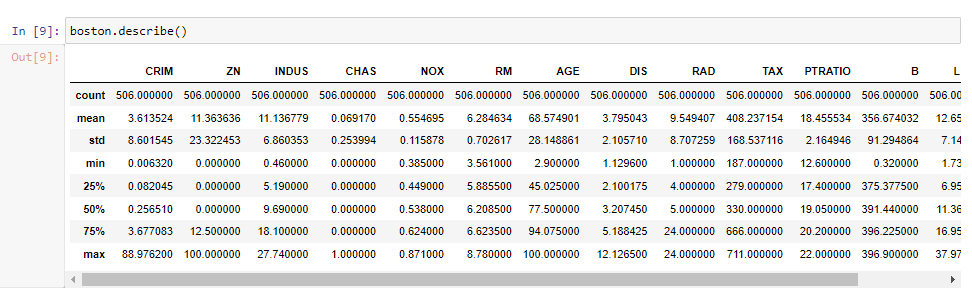 In [9]: boston.describe()
Out[9]:
CRIM ZN INDUS CHAS NOX RM AGE DIS RAD TAX PTRATIO B L
count 506.000000 506.000000 506.000000 506.000000 506.000000 506.000000 506.000000 506.000000 506.000000 506.000000 506.000000 506.000000 506.00
mean 3.613524 11.363636 11.136779 0.069170 0.554695 6.284634 68.574901 3.795043 9.549407 408.237154 18.455534 356.674032 12.65
std 8.601545 23.322453 6.860353 0.253994 0.115878 0.702617 28.148861 2.105710 8.707259 168.537116 2.164946 91.294864 7.14
min 0.006320 0.000000 0.460000 0.000000 0.385000 3.561000 2.900000 1.129600 1.000000 187.000000 12.600000 0.320000 1.73
25% 0.082045 0.000000 5.190000 0.000000 0.449000 5.885500 45.025000 2.100175 4.000000 279.000000 17.400000 375.377500 6.95
50% 0.256510 0.000000 9.690000 0.000000 0.538000 6.208500 77.500000 3.207450 5.000000 330.000000 19.050000 391.440000 11.36
75% 3.677083 12.500000 18.100000 0.000000 0.624000 6.623500 94.075000 5.188425 24.000000 666.000000 20.200000 396.225000 16.95
max 88.976200 100.000000 27.740000 1.000000 0.871000 8.780000 100.000000 12.126500 24.000000 711.000000 22.000000 396.900000 37.97